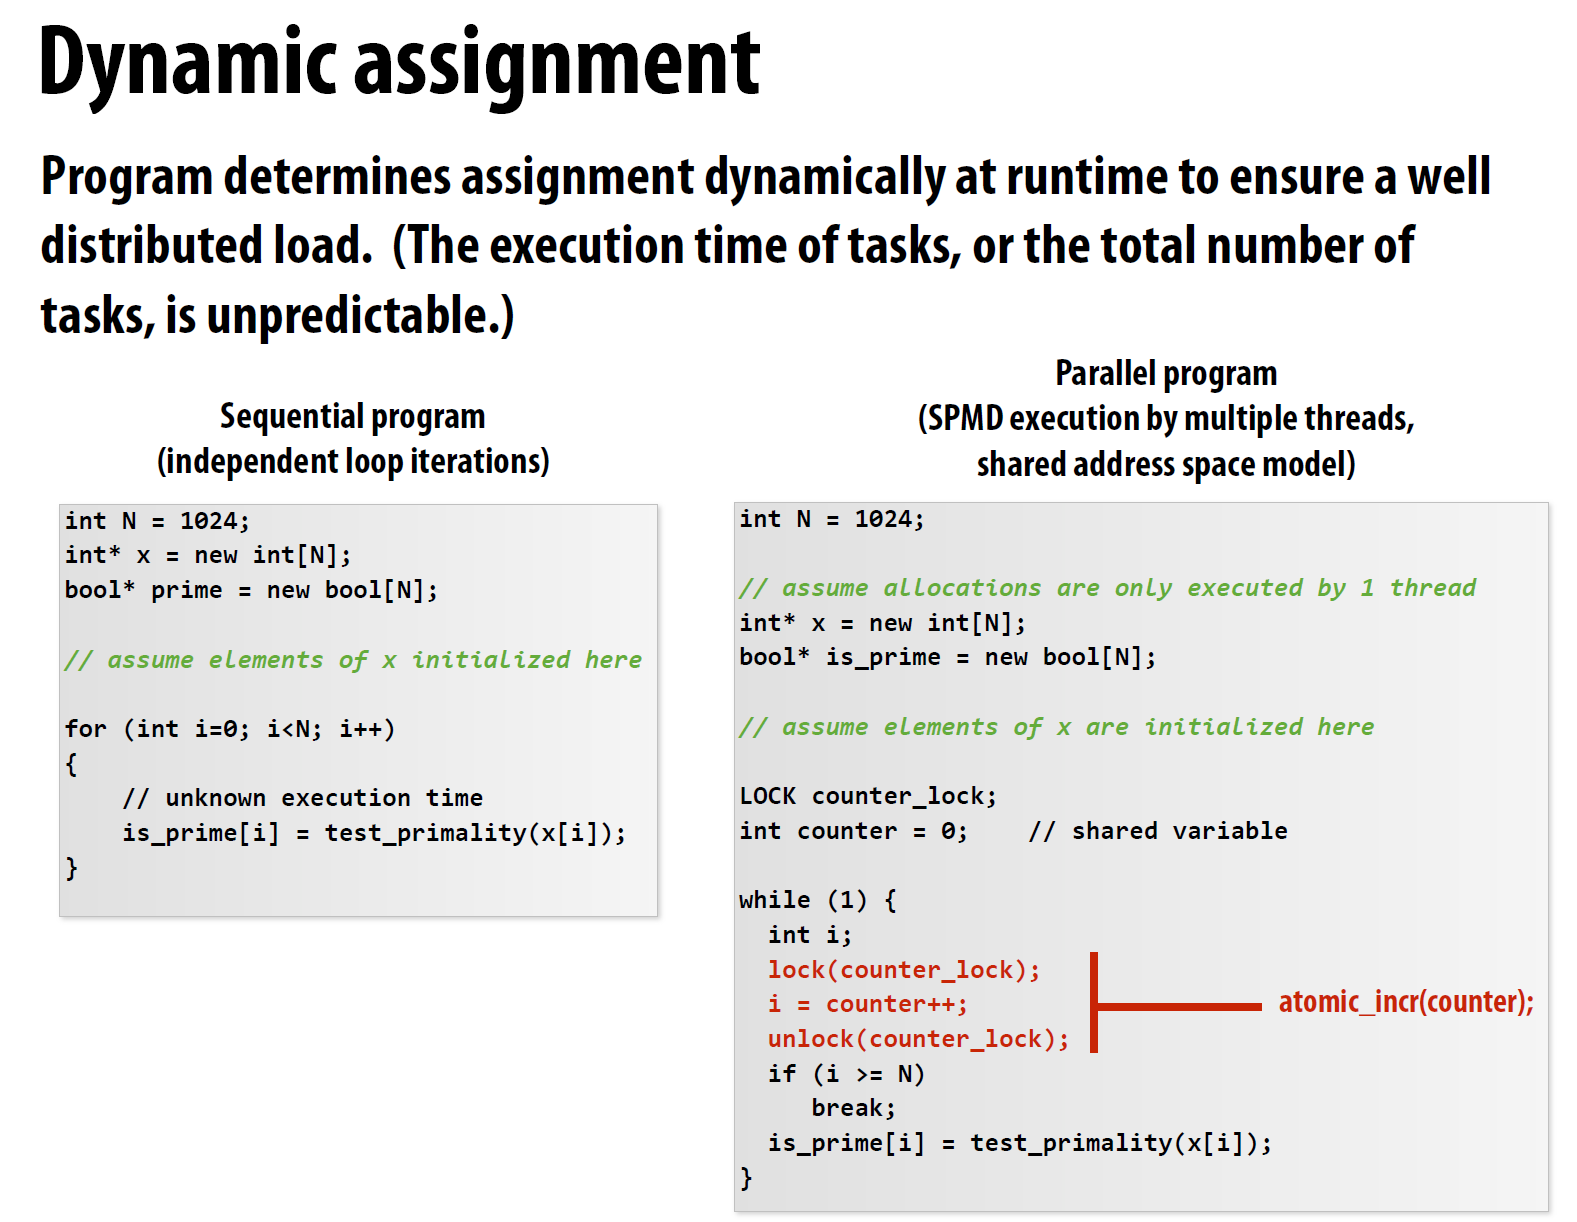 Dynamic assignment
Program determines assignment dynamically at runtime to ensure a well
distributed load.  (The execution time of tasks, or the total number of
tasks, is unpredictable.)
Sequential program
(independent loop iterations)
int N = 1024;
int* x = new int[N];
bool* prime = new bool[N];
// assume elements of x initialized here
for (int i=0; i<N; i++)
{
    // unknown execution time
    is_prime[i] = test_primality(x[i]);
}
Parallel program
(SPMD execution by multiple threads,
shared address space model)
int N = 1024;
// assume allocations are only executed by 1 thread
int* x = new int[N];
bool* is_prime = new bool[N];
// assume elements of x are initialized here
LOCK counter_lock;
int counter = 0;    // shared variable
while (1) {
  int i;
  lock(counter_lock);
  i = counter++;
  unlock(counter_lock);
atomic_incr(counter);
  if (i >= N)
     break;
  is_prime[i] = test_primality(x[i]);
}